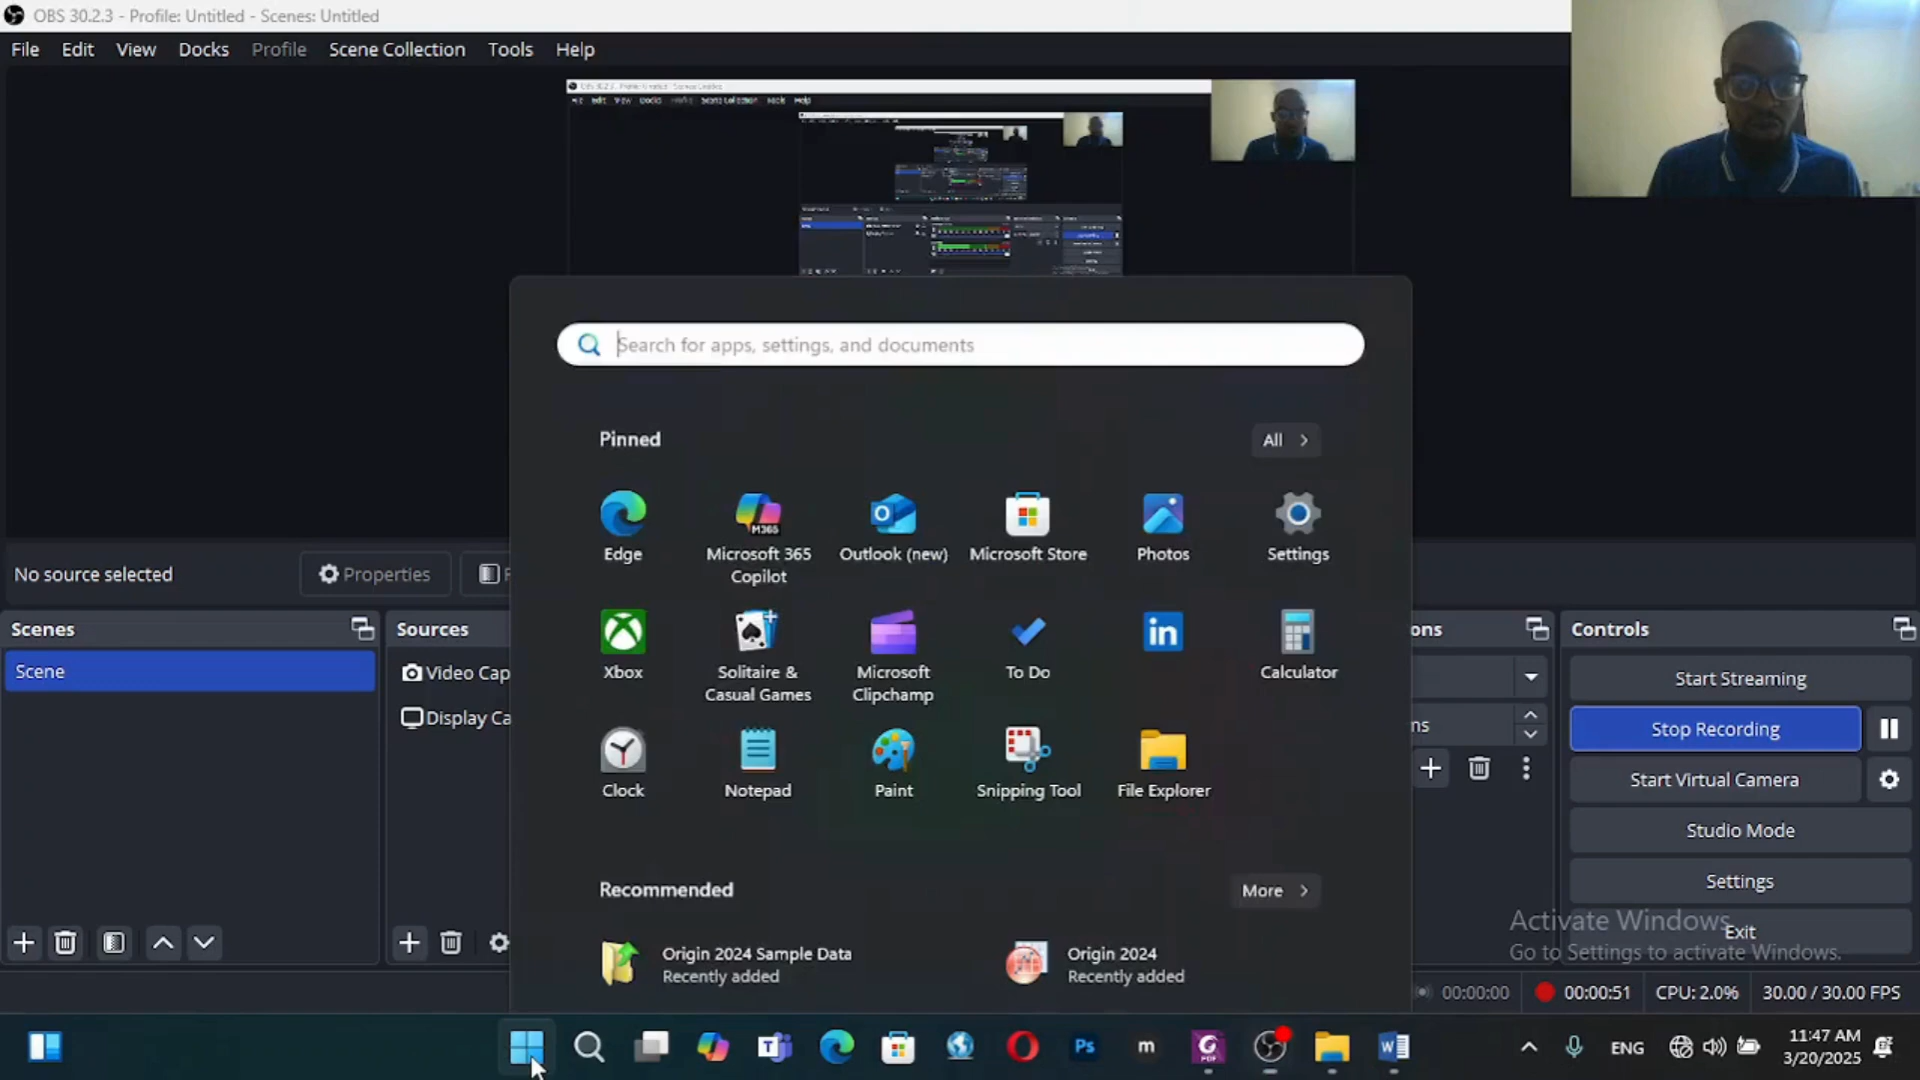 OBS 30.2.3 - Profile: Untitled - Scenes: Untitled
File Edit View Docks Profile Scene Collection Tools Help
Search for apps, settings, and documents
Pinned
All
Edge
Microsoft 365 Copilot
Outlook (new)
Microsoft Store
Photos
Settings
Xbox
Solitaire & Casual Games
Microsoft Clipchamp
To Do
Calculator
Clock
Notepad
Paint
Snipping Tool
File Explorer
Recommended
More
Origin 2024 Sample Data
Recently added
Origin 2024
Recently added
No source selected
Properties
Scenes
Scene
Sources
Video Cap
Display Ca
ons
ns
Controls
Start Streaming
Stop Recording
Start Virtual Camera
Studio Mode
Settings
Exit
Activate Windows
Go to Settings to activate Windows.
00:00:00
00:00:51
CPU: 2.0%
30.00 / 30.00 FPS
ENG
11:47 AM
3/20/2025